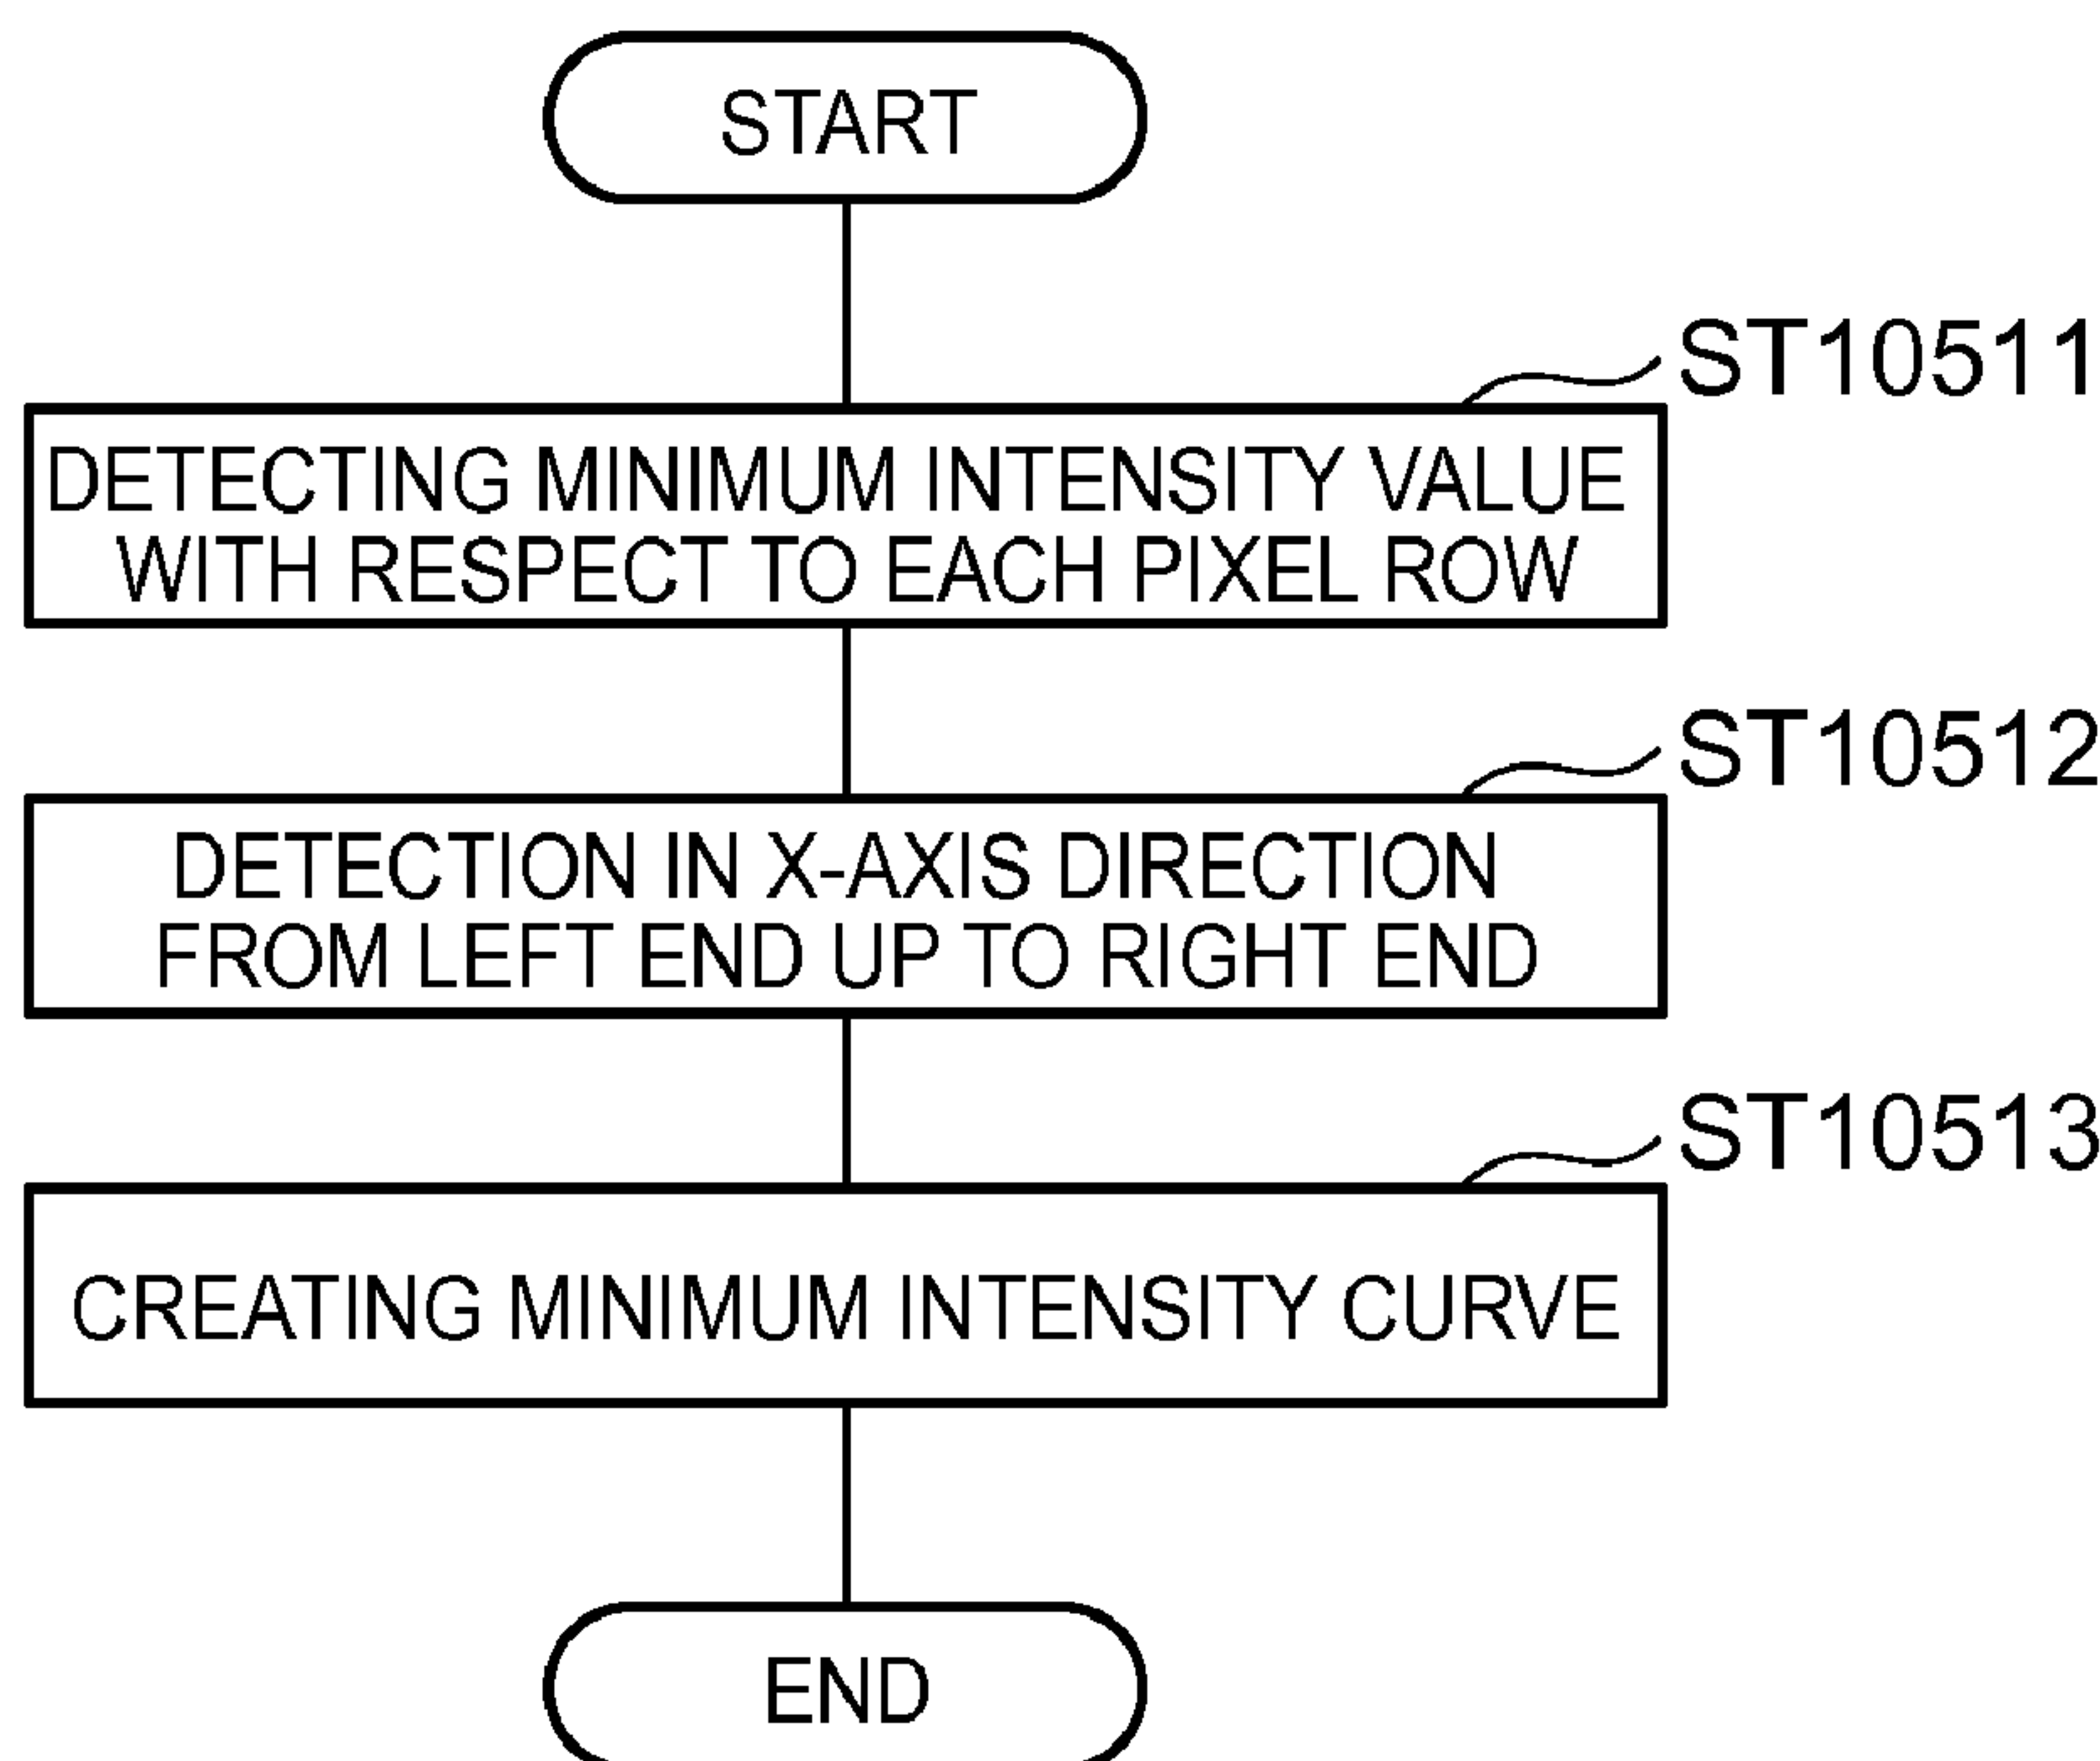 START
ST10511
DETECTING MINIMUM INTENSITY VALUE
WITH RESPECT TO EACH PIXEL ROW
ST10512
DETECTION IN X-AXIS DIRECTION
FROM LEFT END UP TO RIGHT END
ST10513
CREATING MINIMUM INTENSITY CURVE
END